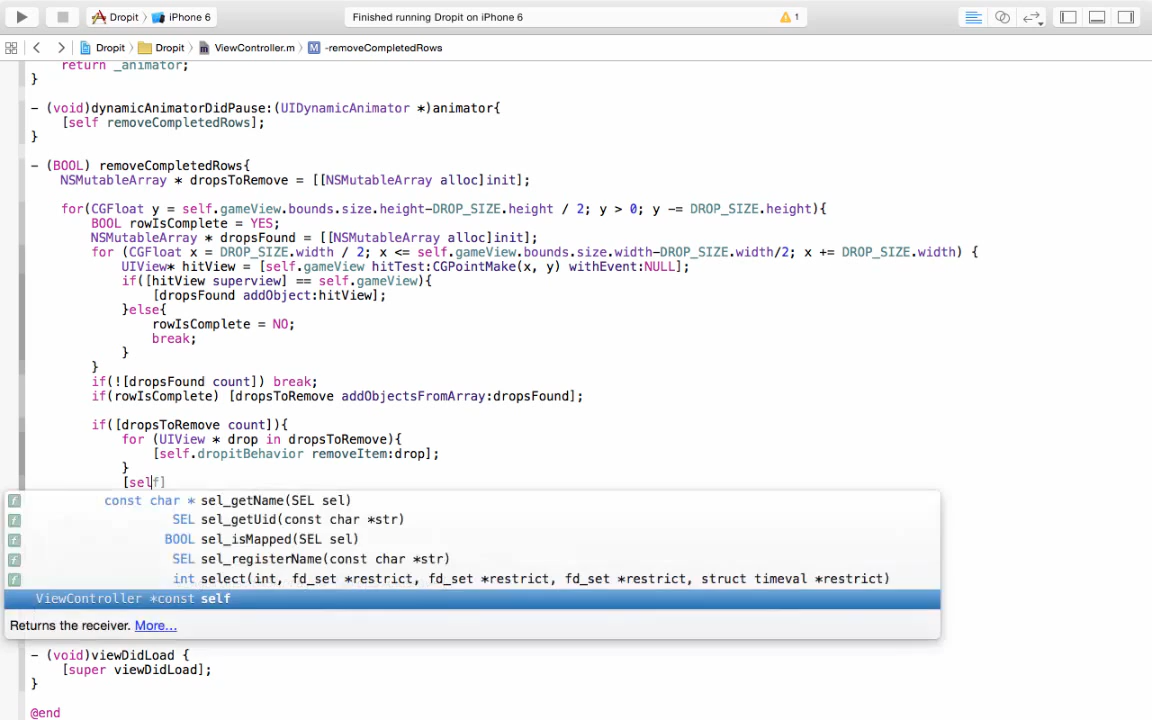 Dropit iPhone 6 Finished running Dropit on iPhone 6 1
Dropit Dropit ViewController.m M -removeCompletedRows
return _animator;
}
- (void)dynamicAnimatorDidPause:(UIDynamicAnimator *)animator{
[self removeCompletedRows];
}
- (BOOL) removeCompletedRows{
NSMutableArray * dropsToRemove = [[NSMutableArray alloc]init];
for(CGFloat y = self.gameView.bounds.size.height-DROP_SIZE.height / 2; y > 0; y -= DROP_SIZE.height){
BOOL rowIsComplete = YES;
NSMutableArray * dropsFound = [[NSMutableArray alloc]init];
for (CGFloat x = DROP_SIZE.width / 2; x <= self.gameView.bounds.size.width-DROP_SIZE.width/2; x += DROP_SIZE.width) {
UIView* hitView = [self.gameView hitTest:CGPointMake(x, y) withEvent:NULL];
if([hitView superview] == self.gameView){
[dropsFound addObject:hitView];
}else{
rowIsComplete = NO;
break;
}
}
if(![dropsFound count]) break;
if(rowIsComplete) [dropsToRemove addObjectsFromArray:dropsFound];
if([dropsToRemove count]){
for (UIView * drop in dropsToRemove){
[self.dropitBehavior removeItem:drop];
}
[self]
f const char * sel_getName(SEL sel)
f SEL sel_getUid(const char *str)
f BOOL sel_isMapped(SEL sel)
f SEL sel_registerName(const char *str)
f int select(int, fd_set *restrict, fd_set *restrict, fd_set *restrict, struct timeval *restrict)
ViewController *const self
Returns the receiver. More...
- (void)viewDidLoad {
[super viewDidLoad];
}
@end